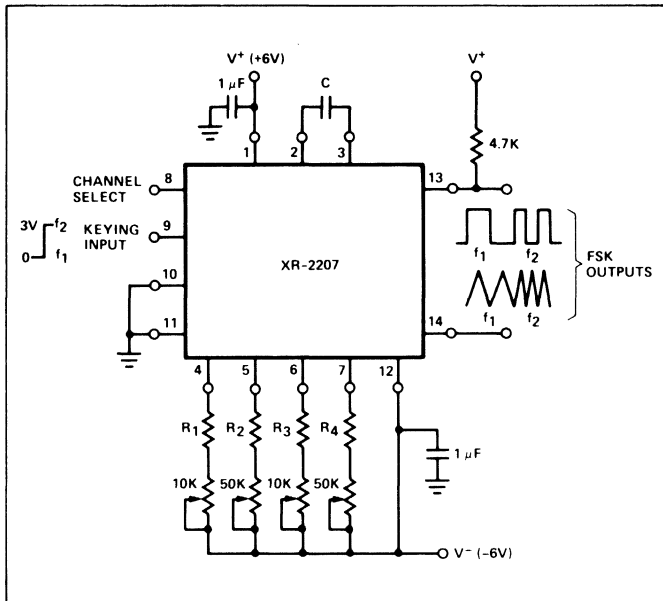 V+ (+6V)
V+
1 μF
C
4.7K
1
2
3
CHANNEL
SELECT
8
13
3V
f2
0
f1
KEYING
INPUT
9
XR-2207
f1
f2
FSK
OUTPUTS
10
f1
f2
11
14
4
5
6
7
12
R1
R2
R3
R4
1 μF
10K
50K
10K
50K
V− (−6V)